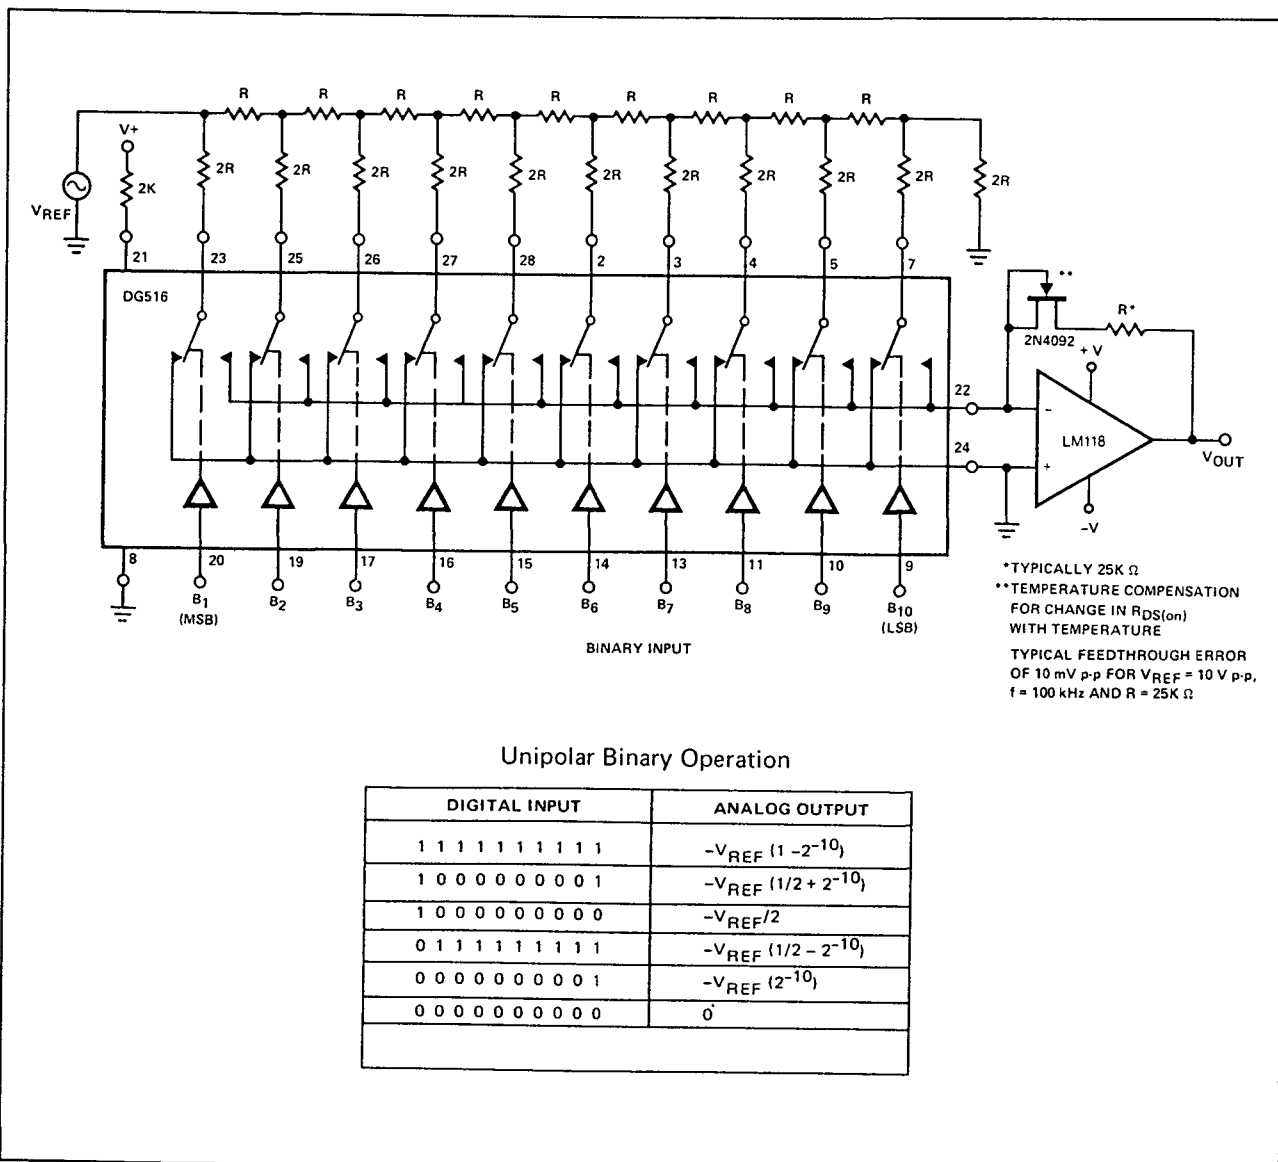 R R R R R R R R R
V+
2K
2R 2R 2R 2R 2R 2R 2R 2R 2R 2R 2R
VREF
21 23 25 26 27 28 2 3 4 5 7
DG516
**
R*
2N4092
+ V
22
−
LM118
24
+
VOUT
−V
8 20 19 17 16 15 14 13 11 10 9
B1 B2 B3 B4 B5 B6 B7 B8 B9 B10
(MSB) (LSB)
BINARY INPUT
*TYPICALLY 25K Ω
**TEMPERATURE COMPENSATION
FOR CHANGE IN RDS(on)
WITH TEMPERATURE
TYPICAL FEEDTHROUGH ERROR
OF 10 mV p-p FOR VREF = 10 V p-p,
f = 100 kHz AND R = 25K Ω
Unipolar Binary Operation
DIGITAL INPUT ANALOG OUTPUT
1 1 1 1 1 1 1 1 1 1 −VREF (1 −2⁻¹⁰)
1 0 0 0 0 0 0 0 0 1 −VREF (1/2 + 2⁻¹⁰)
1 0 0 0 0 0 0 0 0 0 −VREF/2
0 1 1 1 1 1 1 1 1 1 −VREF (1/2 − 2⁻¹⁰)
0 0 0 0 0 0 0 0 0 1 −VREF (2⁻¹⁰)
0 0 0 0 0 0 0 0 0 0 0